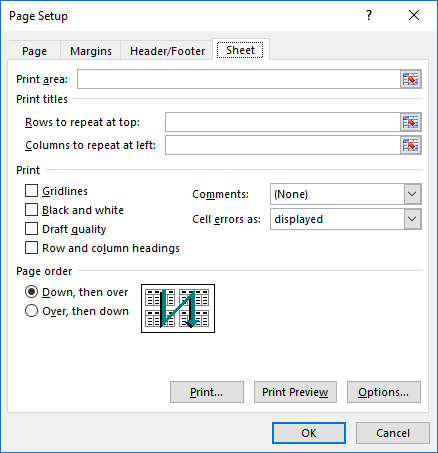 Page Setup
?
Page Margins Header/Footer Sheet
Print area:
Print titles
Rows to repeat at top:
Columns to repeat at left:
Print
Gridlines Comments: (None)
Black and white Cell errors as: displayed
Draft quality
Row and column headings
Page order
Down, then over
Over, then down
Print... Print Preview Options...
OK Cancel